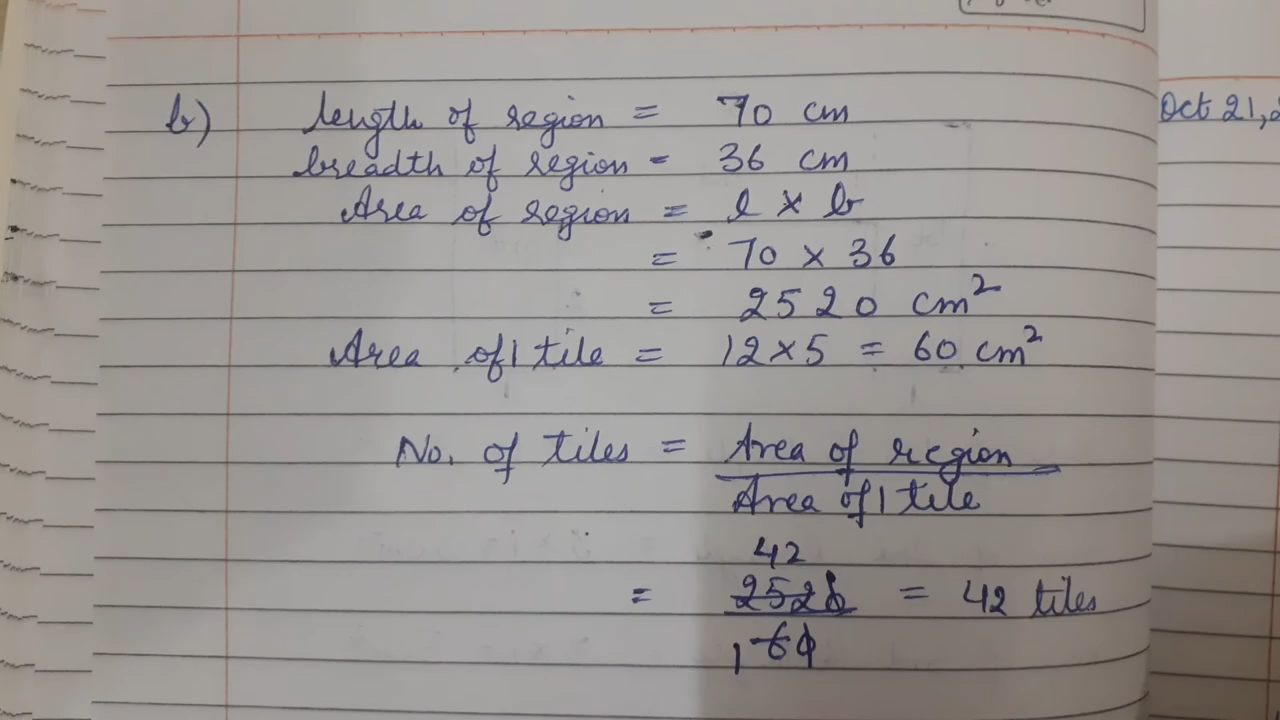 Oct 21,
b) length of region = 70 cm
breadth of region = 36 cm
Area of region = l × b
= 70 × 36
= 2520 cm²
Area of 1 tile = 12×5 = 60 cm²
No. of tiles = Area of region
Area of 1 tile
42
= 2520 = 42 tiles
1 60